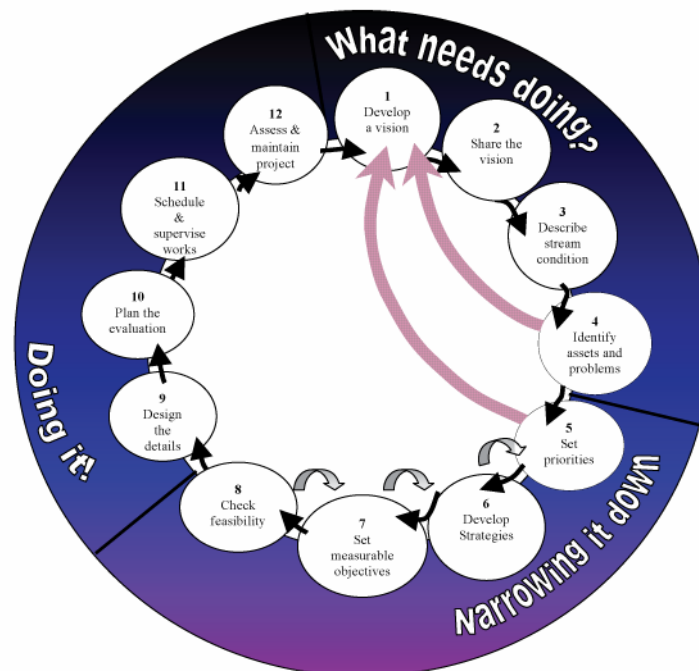 What needs doing?
1
Develop
a vision
2
Share the
vision
3
Describe
stream
condition
4
Identify
assets and
problems
5
Set
priorities
Narrowing it down
6
Develop
Strategies
7
Set
measurable
objectives
8
Check
feasibility
Doing it!
9
Design
the
details
10
Plan the
evaluation
11
Schedule
&
supervise
works
12
Assess &
maintain
project